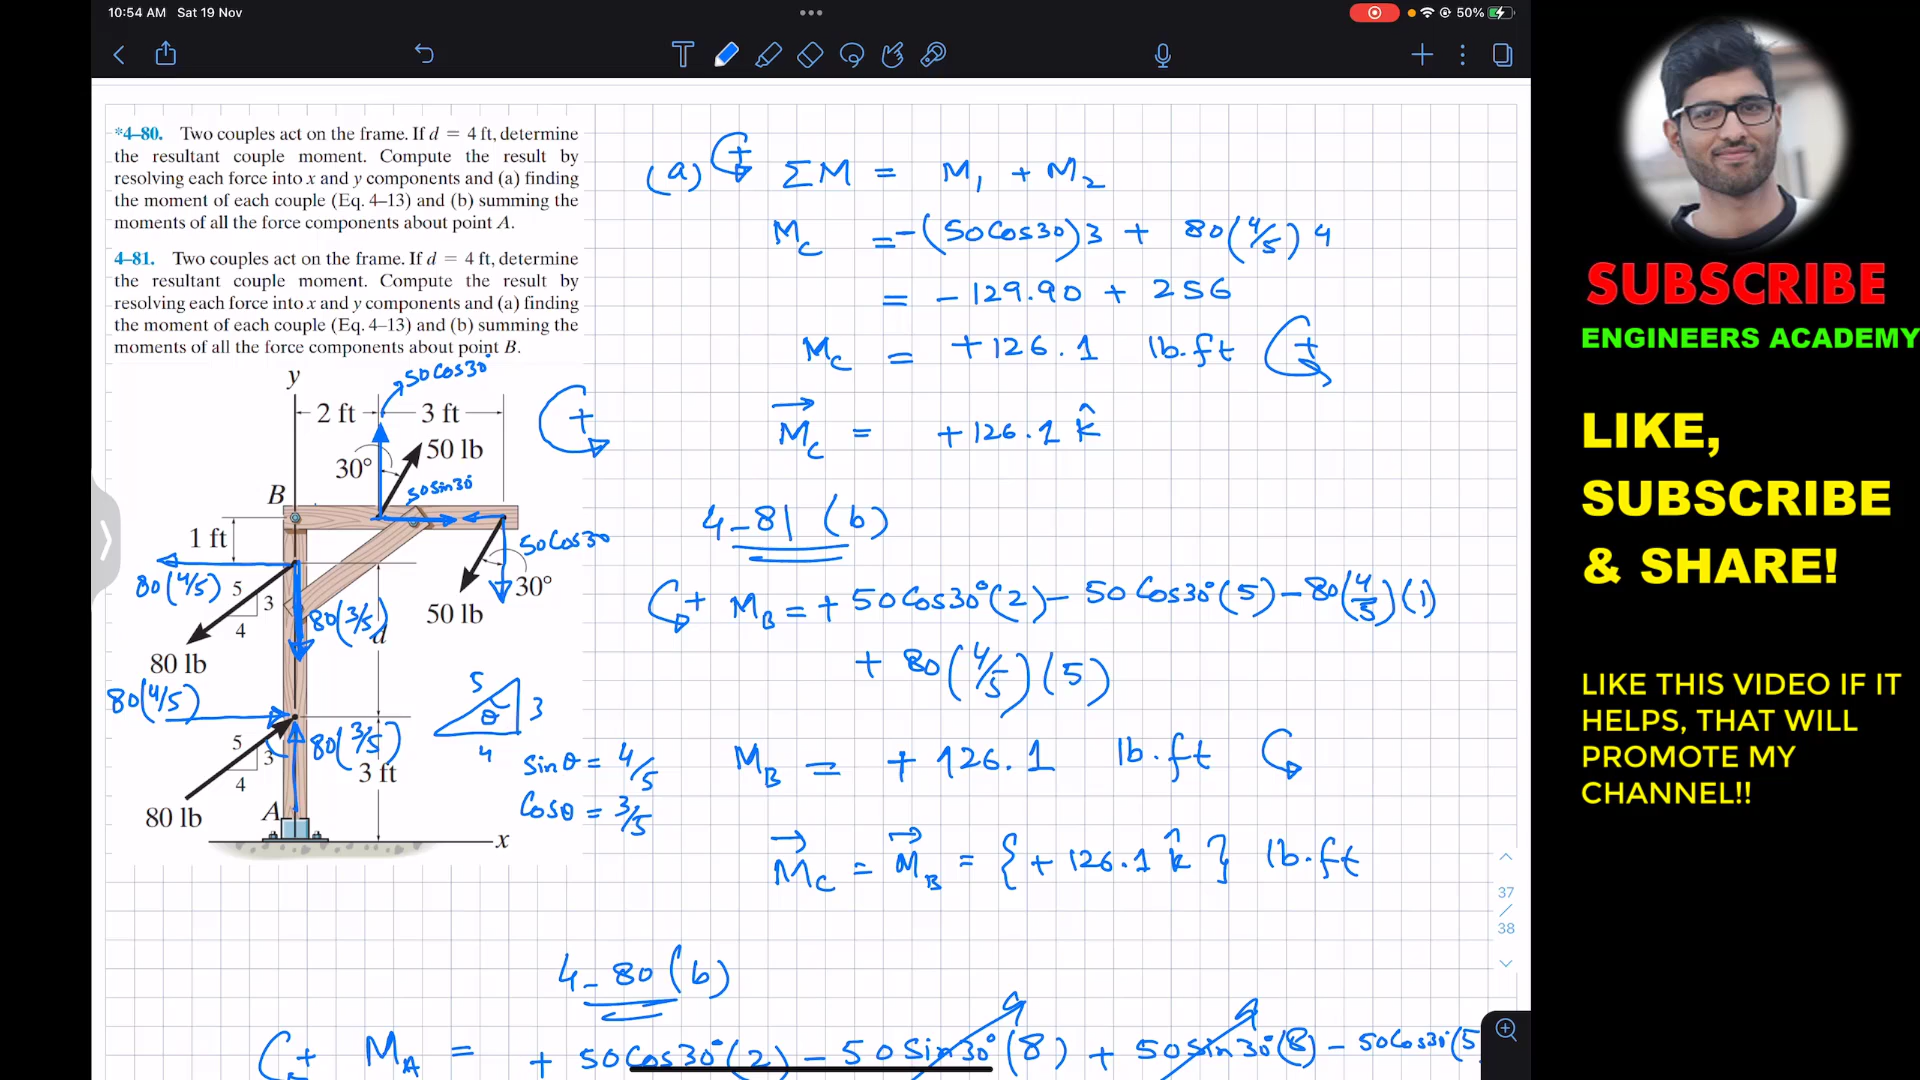 10:54 AM Sat 19 Nov
50%
*4–80. Two couples act on the frame. If d = 4 ft, determine
the resultant couple moment. Compute the result by
resolving each force into x and y components and (a) finding
the moment of each couple (Eq. 4–13) and (b) summing the
moments of all the force components about point A.
4–81. Two couples act on the frame. If d = 4 ft, determine
the resultant couple moment. Compute the result by
resolving each force into x and y components and (a) finding
the moment of each couple (Eq. 4–13) and (b) summing the
moments of all the force components about point B.
y
50cos30°
2 ft
3 ft
+
50 lb
30°
50sin30°
B
1 ft
50cos30
30°
80(4/5)
5
3
4
80(3/5)
d
50 lb
80 lb
80(4/5)
5
3
4
80(3/5)
3 ft
80 lb
A
x
5
θ
3
4
sinθ = 4/5
cosθ = 3/5
(a) + ΣM = M1 + M2
Mc = -(50cos30)3 + 80(4/5)4
= -129.90 + 256
Mc = +126.1 lb.ft +
Mc = +126.1 k̂
4-81 (b)
+ MB = + 50cos30°(2) - 50cos30°(5) - 80(4/5)(1)
+ 80(4/5)(5)
MB = + 126.1 lb.ft
Mc = MB = { + 126.1 k̂ } lb.ft
4-80 (b)
+ MA = + 50cos30°(2) - 50sin30°(8) + 50sin30°(8) - 50cos30°(5
37
/
38
SUBSCRIBE
ENGINEERS ACADEMY
LIKE,
SUBSCRIBE
& SHARE!
LIKE THIS VIDEO IF IT
HELPS, THAT WILL
PROMOTE MY
CHANNEL!!